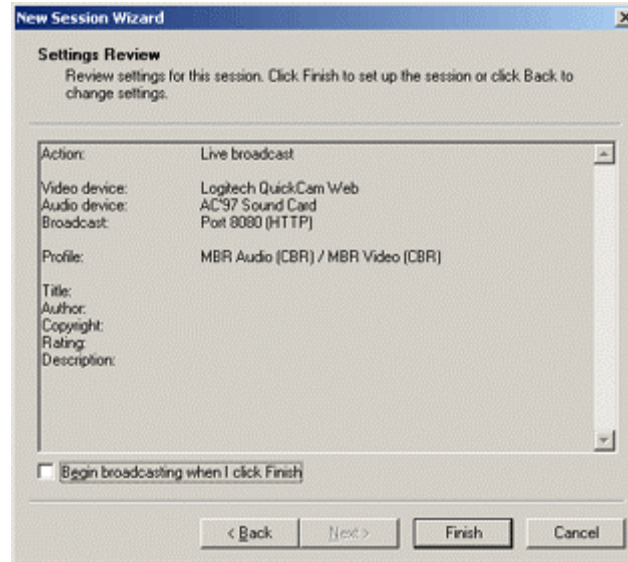 New Session Wizard
Settings Review
Review settings for this session. Click Finish to set up the session or click Back to
change settings.
Action: Live broadcast
Video device: Logitech QuickCam Web
Audio device: AC'97 Sound Card
Broadcast: Port 8080 (HTTP)
Profile: MBR Audio (CBR) / MBR Video (CBR)
Title:
Author:
Copyright:
Rating:
Description:
Begin broadcasting when I click Finish
< Back Next > Finish Cancel